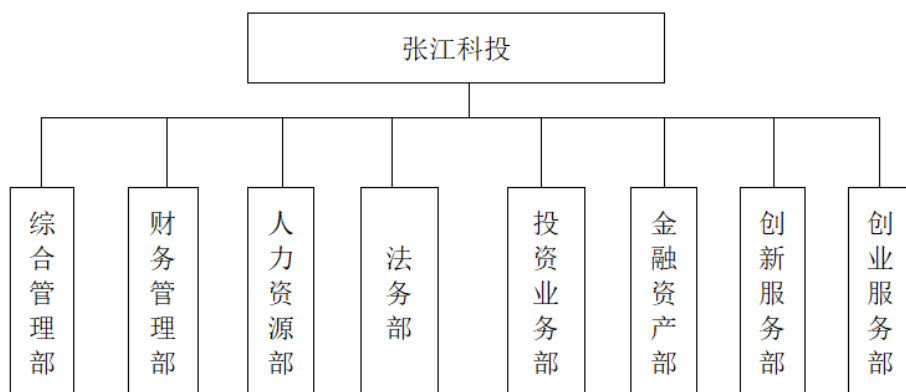 张江科投
综合管理部
财务管理部
人力资源部
法务部
投资业务部
金融资产部
创新服务部
创业服务部